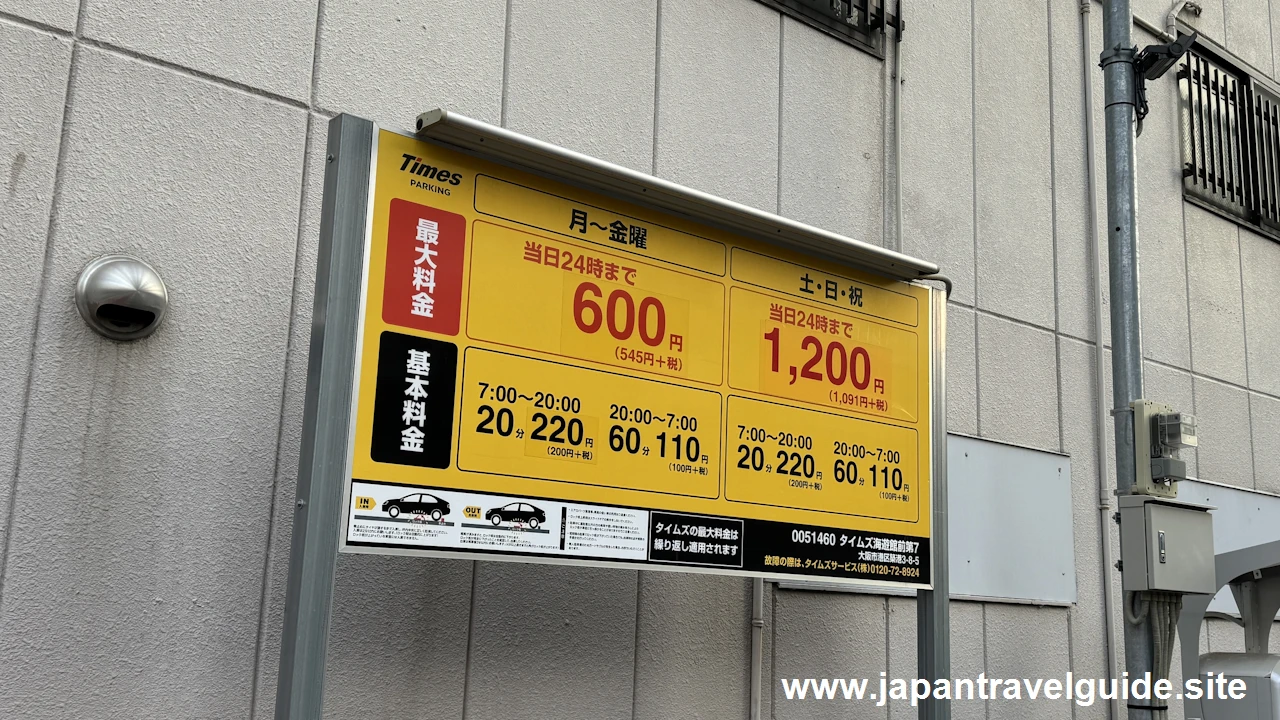 Times
PARKING
月〜金曜
土・日・祝
最大料金
当日24時まで
600円
(545円+税)
当日24時まで
1,200円
(1,091円+税)
基本料金
7:00〜20:00
20分220円
(200円+税)
20:00〜7:00
60分110円
(100円+税)
7:00〜20:00
20分220円
(200円+税)
20:00〜7:00
60分110円
(100円+税)
IN
OUT
タイムズの最大料金は
繰り返し適用されます
0051460 タイムズ海遊館前第7
大阪市港区築港3-8-5
故障の際は、タイムズサービス(株)0120-72-8924
www.japantravelguide.site